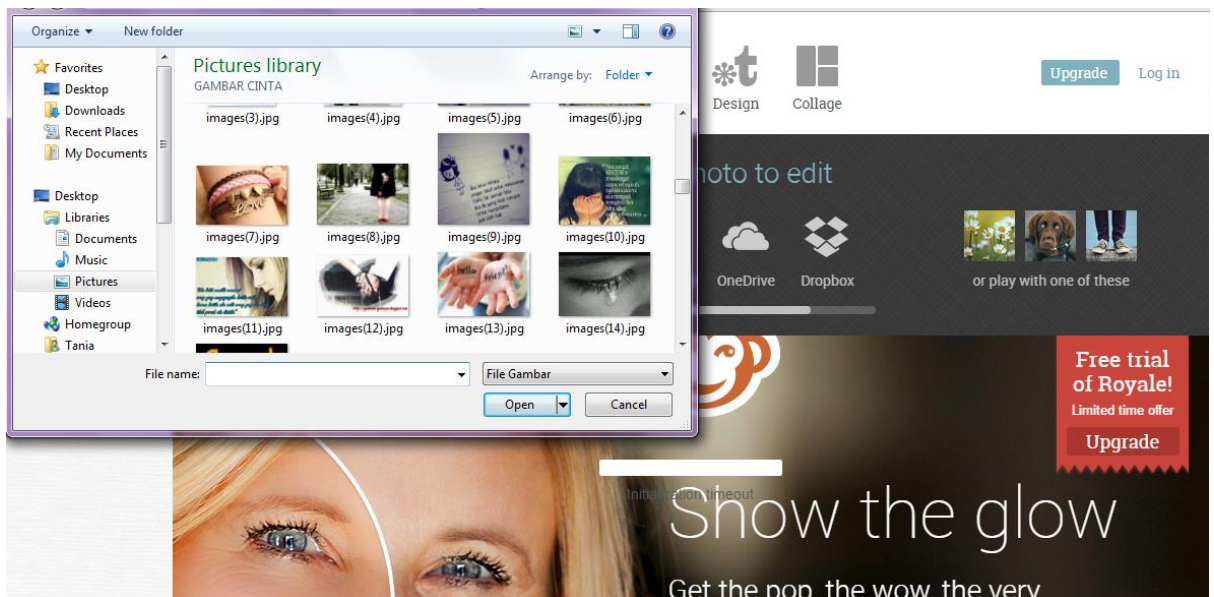 Organize New folder
Favorites
Desktop
Downloads
Recent Places
My Documents
Desktop
Libraries
Documents
Music
Pictures
Videos
Homegroup
Tania
Pictures library
GAMBAR CINTA
Arrange by: Folder
images(3).jpg images(4).jpg images(5).jpg images(6).jpg
LOVE
images(7).jpg images(8).jpg images(9).jpg images(10).jpg
hello friend!
images(11).jpg images(12).jpg images(13).jpg images(14).jpg
File name: File Gambar
Open Cancel
Design Collage
Upgrade Log in
hoto to edit
OneDrive Dropbox
or play with one of these
Free trial
of Royale!
Limited time offer
Upgrade
Initialization timeout
Show the glow
Get the pop, the wow, the very